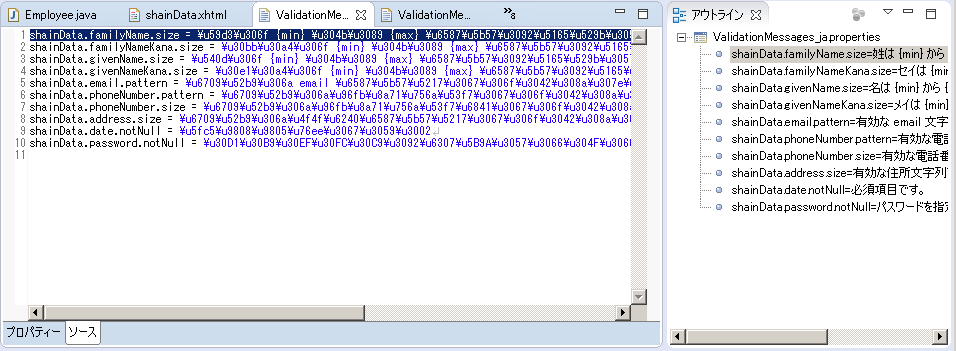 Employee.java
shainData.xhtml
ValidationMe...
ValidationMe...
»8
1 shainData.familyName.size = ¥u59d3¥u306f {min} ¥u304b¥u3089 {max} ¥u6587¥u5b57¥u3092¥u5165¥u529b¥u305
2 shainData.familyNameKana.size = ¥u30bb¥u30a4¥u306f {min} ¥u304b¥u3089 {max} ¥u6587¥u5b57¥u3092¥u5165
3 shainData.givenName.size = ¥u540d¥u306f {min} ¥u304b¥u3089 {max} ¥u6587¥u5b57¥u3092¥u5165¥u529b¥u3057
4 shainData.givenNameKana.size = ¥u30e1¥u30a4¥u306f {min} ¥u304b¥u3089 {max} ¥u6587¥u5b57¥u3092¥u5165¥u
5 shainData.email.pattern = ¥u6709¥u52b9¥u306a email ¥u6587¥u5b57¥u5217¥u3067¥u306f¥u3042¥u308a¥u307e¥u
6 shainData.phoneNumber.pattern = ¥u6709¥u52b9¥u306a¥u96fb¥u8a71¥u756a¥u53f7¥u3067¥u306f¥u3042¥u308a¥u
7 shainData.phoneNumber.size = ¥u6709¥u52b9¥u306a¥u96fb¥u8a71¥u756a¥u53f7¥u6841¥u3067¥u306f¥u3042¥u308a
8 shainData.address.size = ¥u6709¥u52b9¥u306a¥u4f4f¥u6240¥u6587¥u5b57¥u5217¥u3067¥u306f¥u3042¥u308a¥u30
9 shainData.date.notNull = ¥u5fc5¥u9808¥u9805¥u76ee¥u3067¥u3059¥u3002
10 shainData.password.notNull = ¥u30D1¥u30B9¥u30EF¥u30FC¥u30C9¥u3092¥u6307¥u5B9A¥u3057¥u3066¥u304F¥u306
11
プロパティー
ソース
アウトライン
ValidationMessages_ja.properties
shainData.familyName.size=姓は {min} から
shainData.familyNameKana.size=セイは {min
shainData.givenName.size=名は {min} から {
shainData.givenNameKana.size=メイは {min}
shainData.email.pattern=有効な email 文字
shainData.phoneNumber.pattern=有効な電話
shainData.phoneNumber.size=有効な電話番
shainData.address.size=有効な住所文字列
shainData.date.notNull=必須項目です。
shainData.password.notNull=パスワードを指定